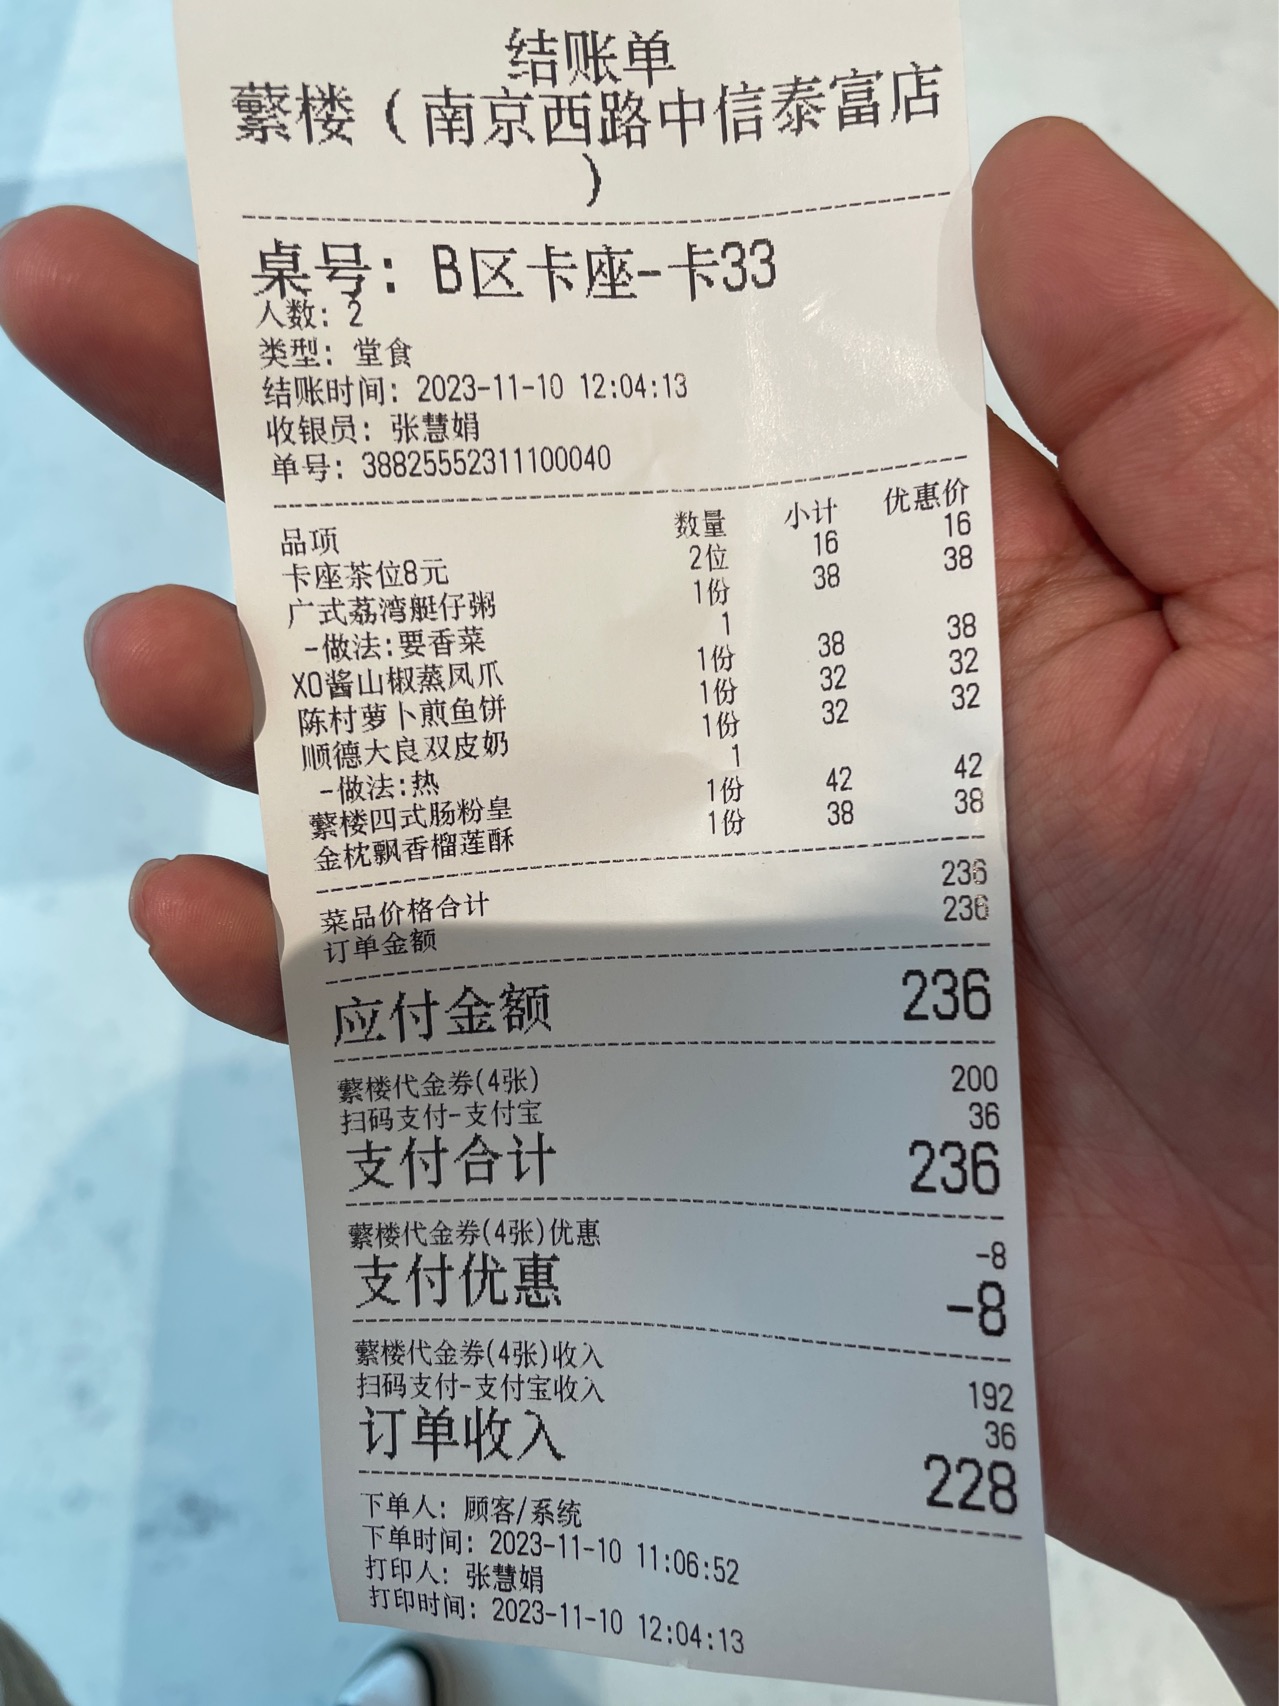 结账单
蘩楼（南京西路中信泰富店
）
桌号：B区卡座-卡33
人数：2
类型：堂食
结账时间：2023-11-10 12:04:13
收银员：张慧娟
单号：38825552311100040
品项 数量 小计 优惠价
卡座茶位8元 2位 16 16
广式荔湾艇仔粥 1份 38 38
-做法:要香菜 1
XO酱山椒蒸凤爪 1份 38 38
陈村萝卜煎鱼饼 1份 32 32
顺德大良双皮奶 1份 32 32
-做法:热 1
蘩楼四式肠粉皇 1份 42 42
金枕飘香榴莲酥 1份 38 38
菜品价格合计 236
订单金额 236
应付金额 236
蘩楼代金券(4张) 200
扫码支付-支付宝 36
支付合计 236
蘩楼代金券(4张)优惠 -8
支付优惠 -8
蘩楼代金券(4张)收入 192
扫码支付-支付宝收入 36
订单收入 228
下单人：顾客/系统
下单时间：2023-11-10 11:06:52
打印人：张慧娟
打印时间：2023-11-10 12:04:13